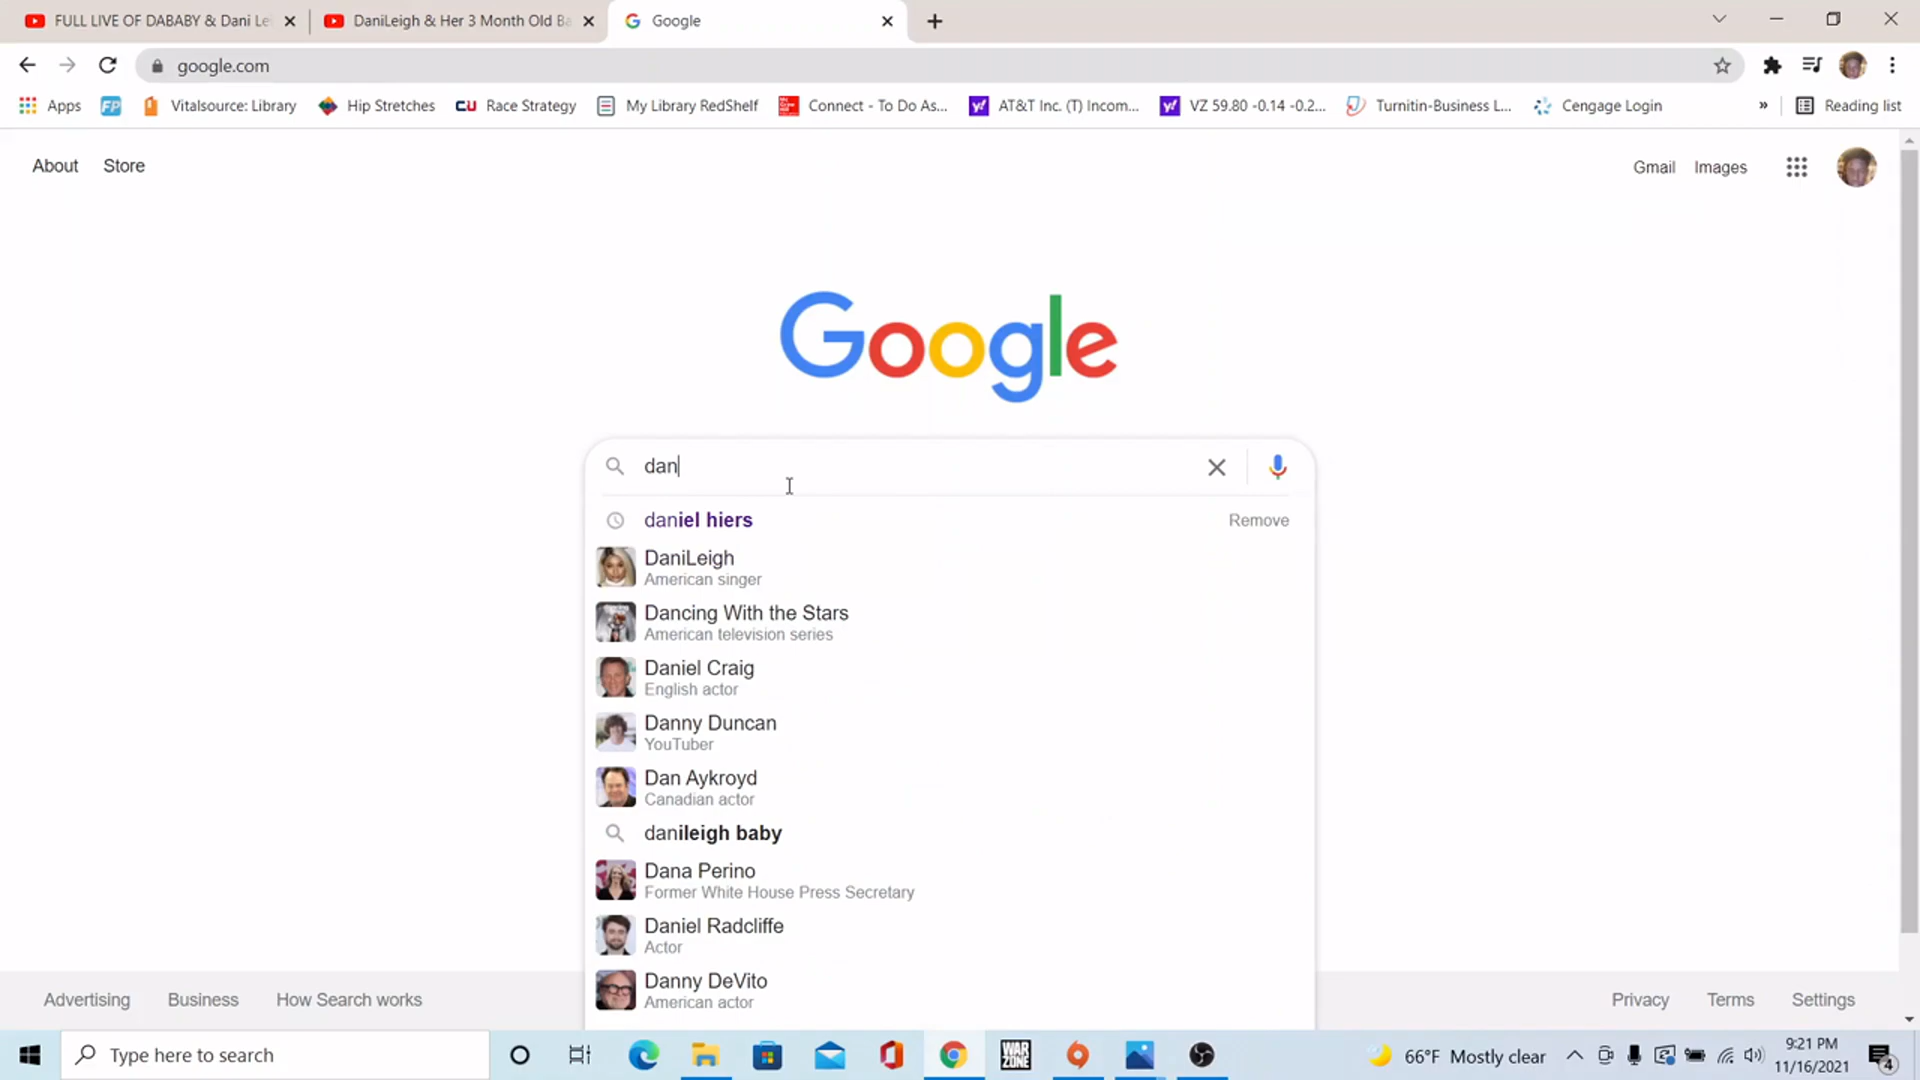 FULL LIVE OF DABABY & Dani Le
DaniLeigh & Her 3 Month Old Ba
Google
google.com
Apps
FP
Vitalsource: Library
Hip Stretches
CU Race Strategy
My Library RedShelf
Connect - To Do As...
AT&T Inc. (T) Incom...
VZ 59.80 -0.14 -0.2...
Turnitin-Business L...
Cengage Login
»
Reading list
About
Store
Gmail
Images
Google
dan
daniel hiers
Remove
DaniLeigh
American singer
Dancing With the Stars
American television series
Daniel Craig
English actor
Danny Duncan
YouTuber
Dan Aykroyd
Canadian actor
danileigh baby
Dana Perino
Former White House Press Secretary
Daniel Radcliffe
Actor
Danny DeVito
American actor
Advertising
Business
How Search works
Privacy
Terms
Settings
Type here to search
WAR
ZONE
66°F Mostly clear
9:21 PM
11/16/2021
4